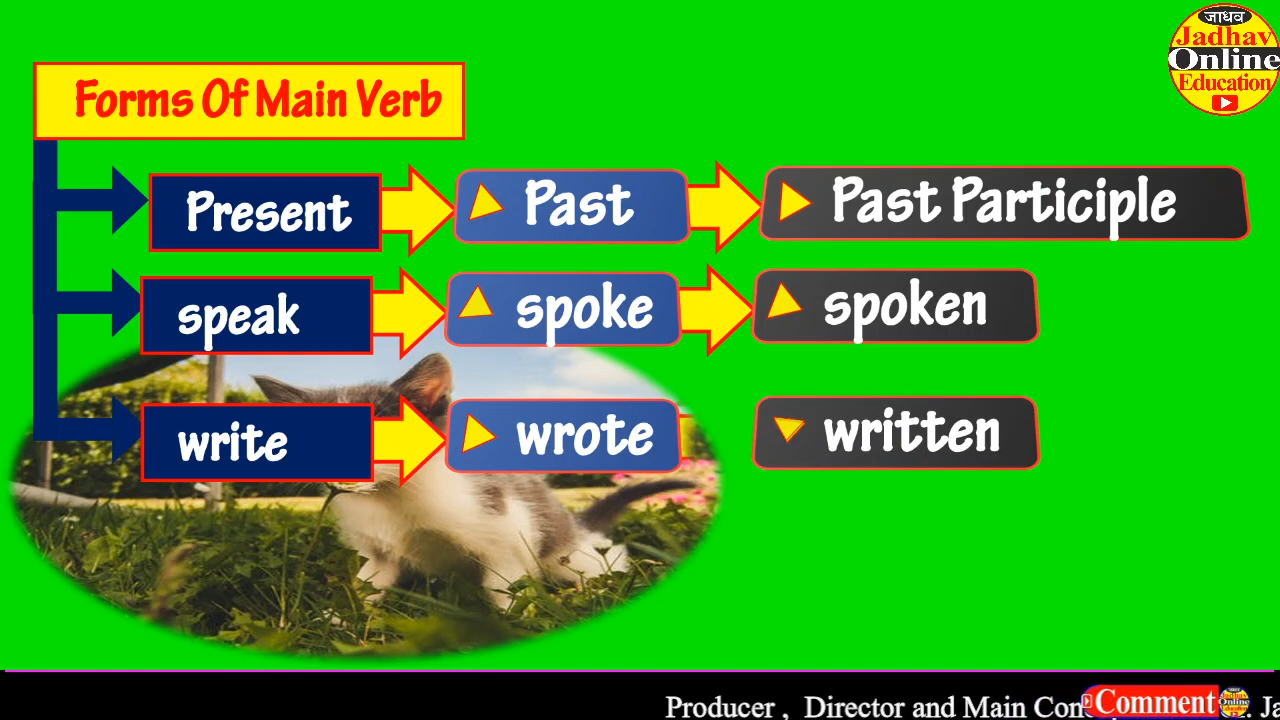 जाधव
Jadhav
Online
Education
Forms Of Main Verb
Present Past Past Participle
speak spoke spoken
write wrote written
Producer , Director and Main
Comment